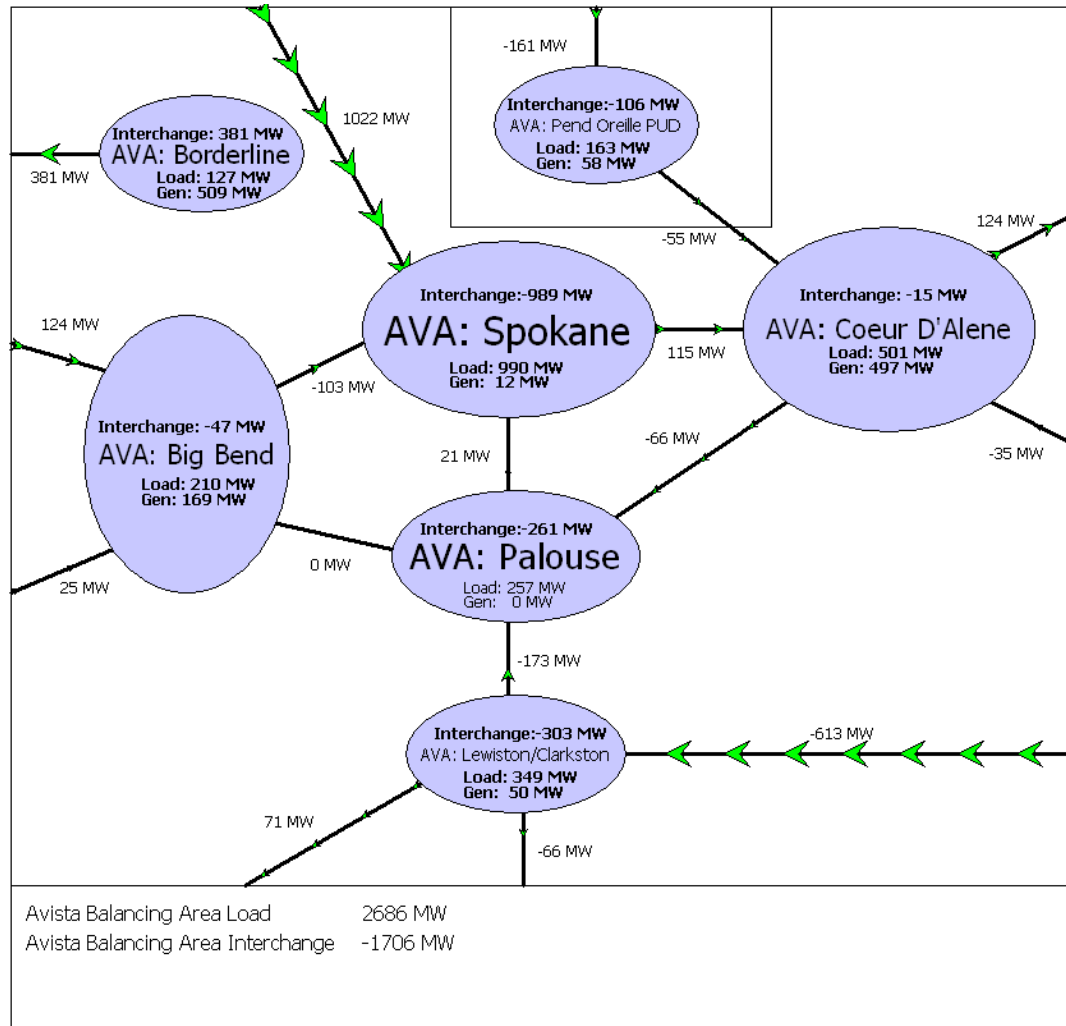 -161 MW
1022 MW
Interchange:-106 MW
AVA: Pend Oreille PUD
Load: 163 MW
Gen: 58 MW
Interchange: 381 MW
AVA: Borderline
Load: 127 MW
Gen: 509 MW
381 MW
124 MW
-55 MW
Interchange:-989 MW
AVA: Spokane
Load: 990 MW
Gen: 12 MW
Interchange: -15 MW
AVA: Coeur D'Alene
Load: 501 MW
Gen: 497 MW
124 MW
115 MW
-103 MW
Interchange: -47 MW
AVA: Big Bend
Load: 210 MW
Gen: 169 MW
21 MW
-66 MW
-35 MW
Interchange:-261 MW
AVA: Palouse
Load: 257 MW
Gen: 0 MW
0 MW
25 MW
-173 MW
Interchange:-303 MW
AVA: Lewiston/Clarkston
Load: 349 MW
Gen: 50 MW
-613 MW
71 MW
-66 MW
Avista Balancing Area Load 2686 MW
Avista Balancing Area Interchange -1706 MW